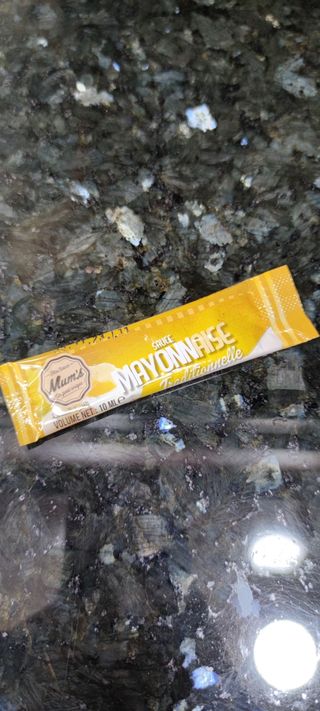 Mum's
SAUCE
MAYONNAISE
Traditionnelle
VOLUME NET : 10 ML e